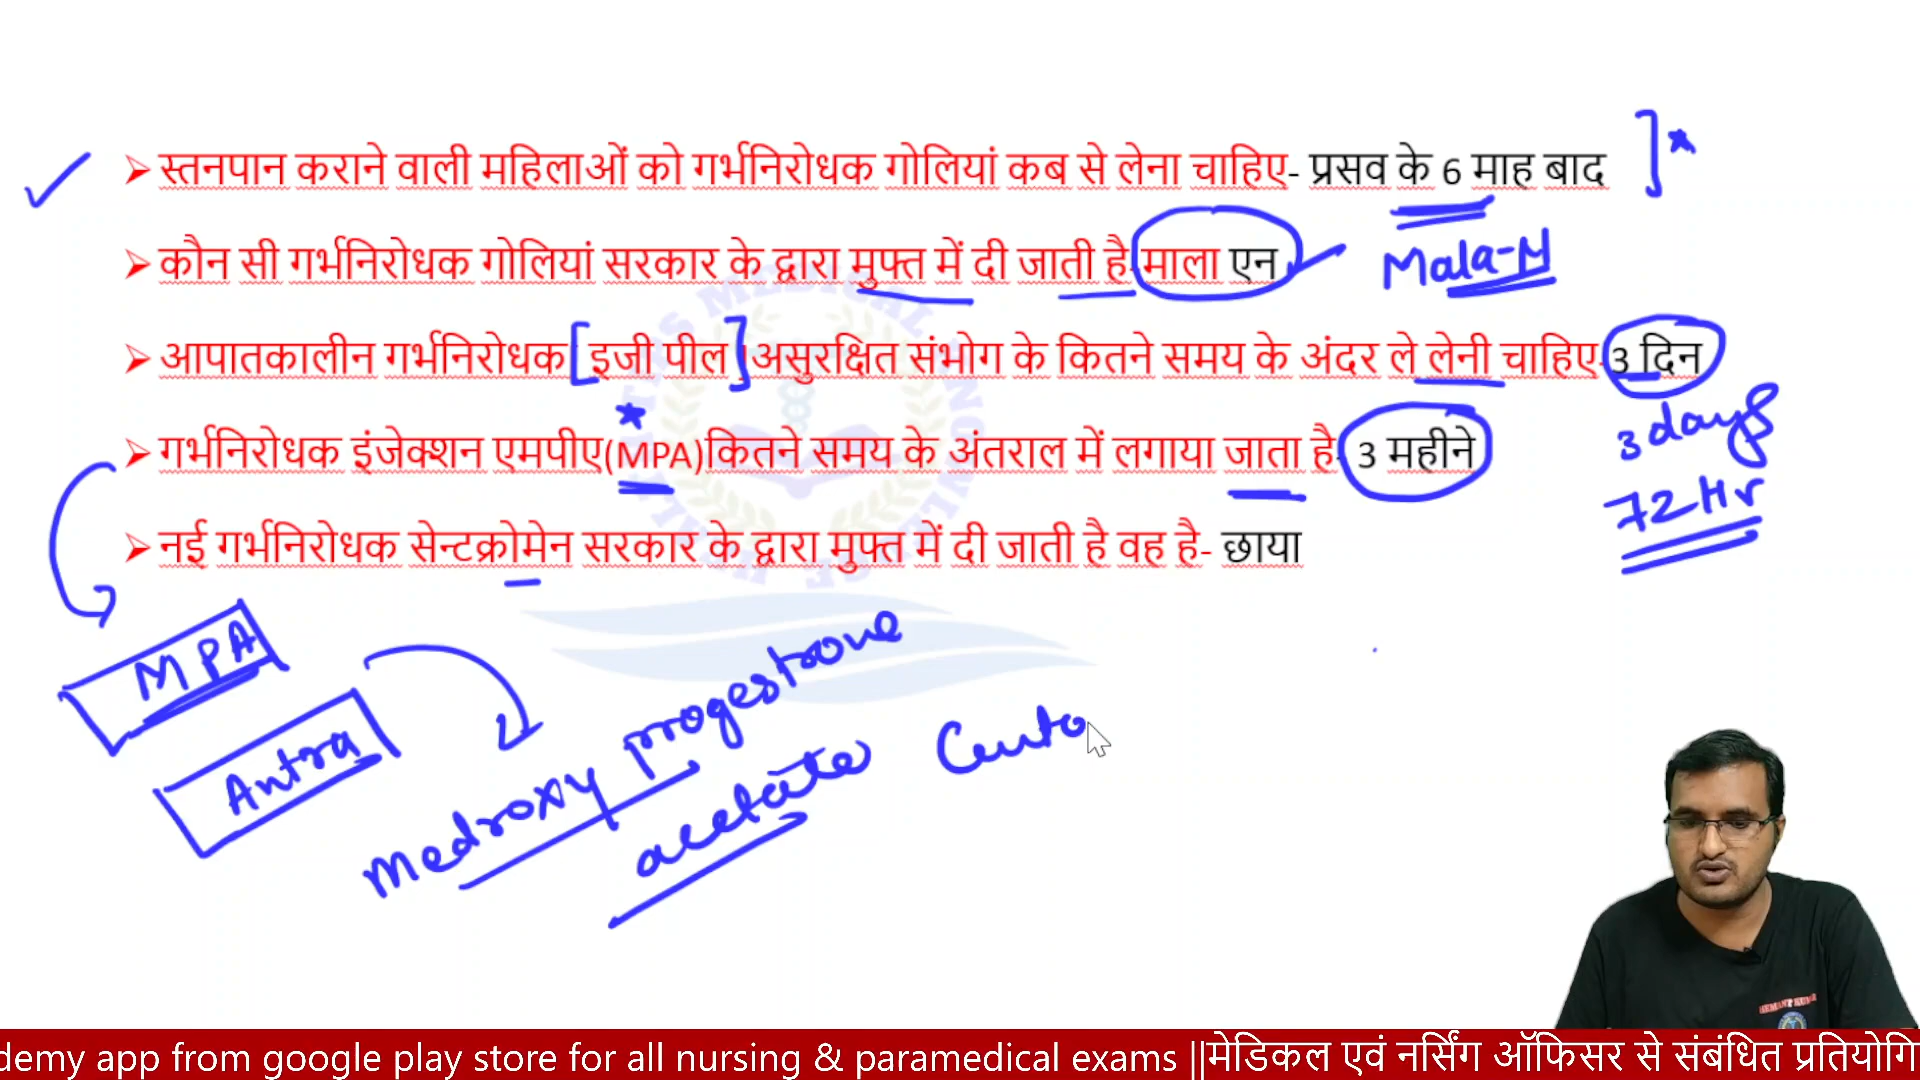 ➢ स्तनपान कराने वाली महिलाओं को गर्भनिरोधक गोलियां कब से लेना चाहिए- प्रसव के 6 माह बाद
➢ कौन सी गर्भनिरोधक गोलियां सरकार के द्वारा मुफ्त में दी जाती है-माला एन
Mala-N
➢ आपातकालीन गर्भनिरोधक इजी पील असुरक्षित संभोग के कितने समय के अंदर ले लेनी चाहिए- 3 दिन
3 days
72 Hr
➢ गर्भनिरोधक इंजेक्शन एमपीए(MPA)कितने समय के अंतराल में लगाया जाता है- 3 महीने
➢ नई गर्भनिरोधक सेन्टक्रोमेन सरकार के द्वारा मुफ्त में दी जाती है वह है- छाया
MPA
Antra
Medroxy progestrone
acetate
demy app from google play store for all nursing & paramedical exams ||मेडिकल एवं नर्सिंग ऑफिसर से संबंधित प्रतियोगि